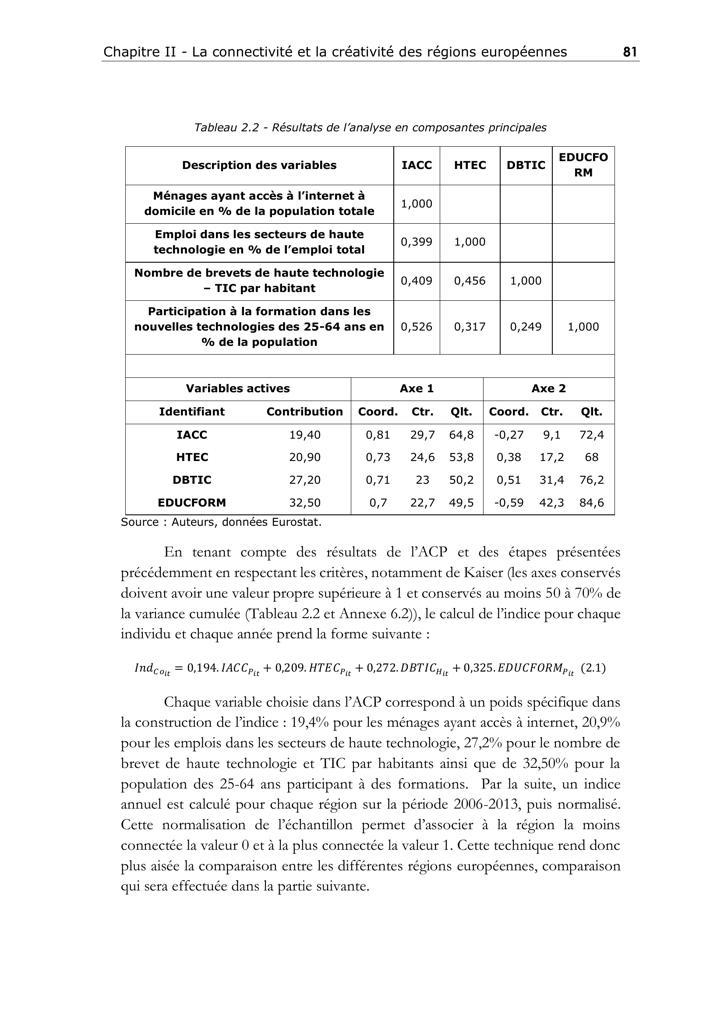 Chapitre II - La connectivité et la créativité des régions européennes 81
Tableau 2.2 - Résultats de l’analyse en composantes principales
Description des variables IACC HTEC DBTIC EDUCFO
RM
Ménages ayant accès à l’internet à
domicile en % de la population totale 1,000
Emploi dans les secteurs de haute
technologie en % de l’emploi total 0,399 1,000
Nombre de brevets de haute technologie
– TIC par habitant 0,409 0,456 1,000
Participation à la formation dans les
nouvelles technologies des 25-64 ans en 0,526 0,317 0,249 1,000
% de la population
Variables actives Axe 1 Axe 2
Identifiant Contribution Coord. Ctr. Qlt. Coord. Ctr. Qlt.
IACC 19,40 0,81 29,7 64,8 -0,27 9,1 72,4
HTEC 20,90 0,73 24,6 53,8 0,38 17,2 68
DBTIC 27,20 0,71 23 50,2 0,51 31,4 76,2
EDUCFORM 32,50 0,7 22,7 49,5 -0,59 42,3 84,6
Source : Auteurs, données Eurostat.
En tenant compte des résultats de l’ACP et des étapes présentées
précédemment en respectant les critères, notamment de Kaiser (les axes conservés
doivent avoir une valeur propre supérieure à 1 et conservés au moins 50 à 70% de
la variance cumulée (Tableau 2.2 et Annexe 6.2)), le calcul de l’indice pour chaque
individu et chaque année prend la forme suivante :
Ind_{Co_{it}} = 0,194. IACC_{P_{it}} + 0,209. HTEC_{P_{it}} + 0,272. DBTIC_{H_{it}} + 0,325. EDUCFORM_{P_{it}} (2.1)
Chaque variable choisie dans l’ACP correspond à un poids spécifique dans
la construction de l’indice : 19,4% pour les ménages ayant accès à internet, 20,9%
pour les emplois dans les secteurs de haute technologie, 27,2% pour le nombre de
brevet de haute technologie et TIC par habitants ainsi que de 32,50% pour la
population des 25-64 ans participant à des formations. Par la suite, un indice
annuel est calculé pour chaque région sur la période 2006-2013, puis normalisé.
Cette normalisation de l’échantillon permet d’associer à la région la moins
connectée la valeur 0 et à la plus connectée la valeur 1. Cette technique rend donc
plus aisée la comparaison entre les différentes régions européennes, comparaison
qui sera effectuée dans la partie suivante.